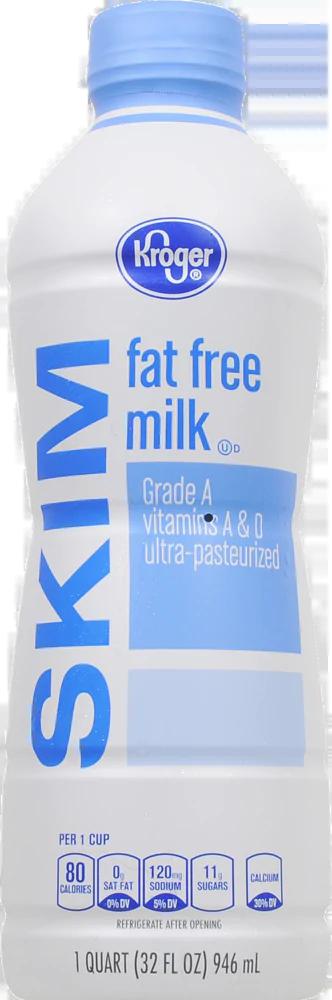 Kroger®
SKIM
fat free
milk Ⓤ D
Grade A
vitamins A & D
ultra-pasteurized
PER 1 CUP
80 CALORIES
0g SAT FAT 0% DV
120mg SODIUM 5% DV
11g SUGARS
CALCIUM 30% DV
REFRIGERATE AFTER OPENING
1 QUART (32 FL OZ) 946 mL